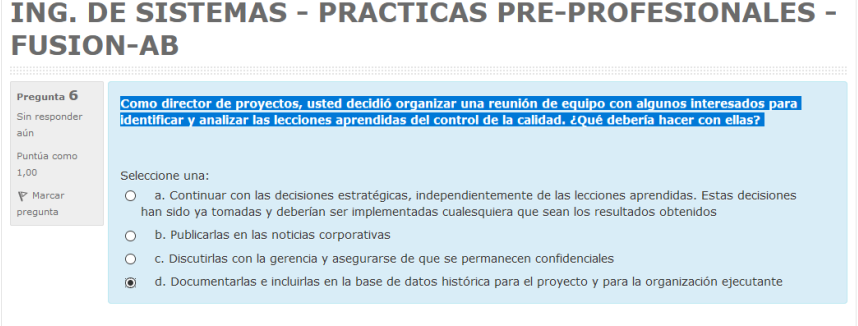 ING. DE SISTEMAS - PRACTICAS PRE-PROFESIONALES -
FUSION-AB
Pregunta 6
Sin responder
aún
Puntúa como
1,00
Marcar
pregunta
Como director de proyectos, usted decidió organizar una reunión de equipo con algunos interesados para
identificar y analizar las lecciones aprendidas del control de la calidad. ¿Qué debería hacer con ellas?
Seleccione una:
a. Continuar con las decisiones estratégicas, independientemente de las lecciones aprendidas. Estas decisiones
han sido ya tomadas y deberían ser implementadas cualesquiera que sean los resultados obtenidos
b. Publicarlas en las noticias corporativas
c. Discutirlas con la gerencia y asegurarse de que se permanecen confidenciales
d. Documentarlas e incluirlas en la base de datos histórica para el proyecto y para la organización ejecutante